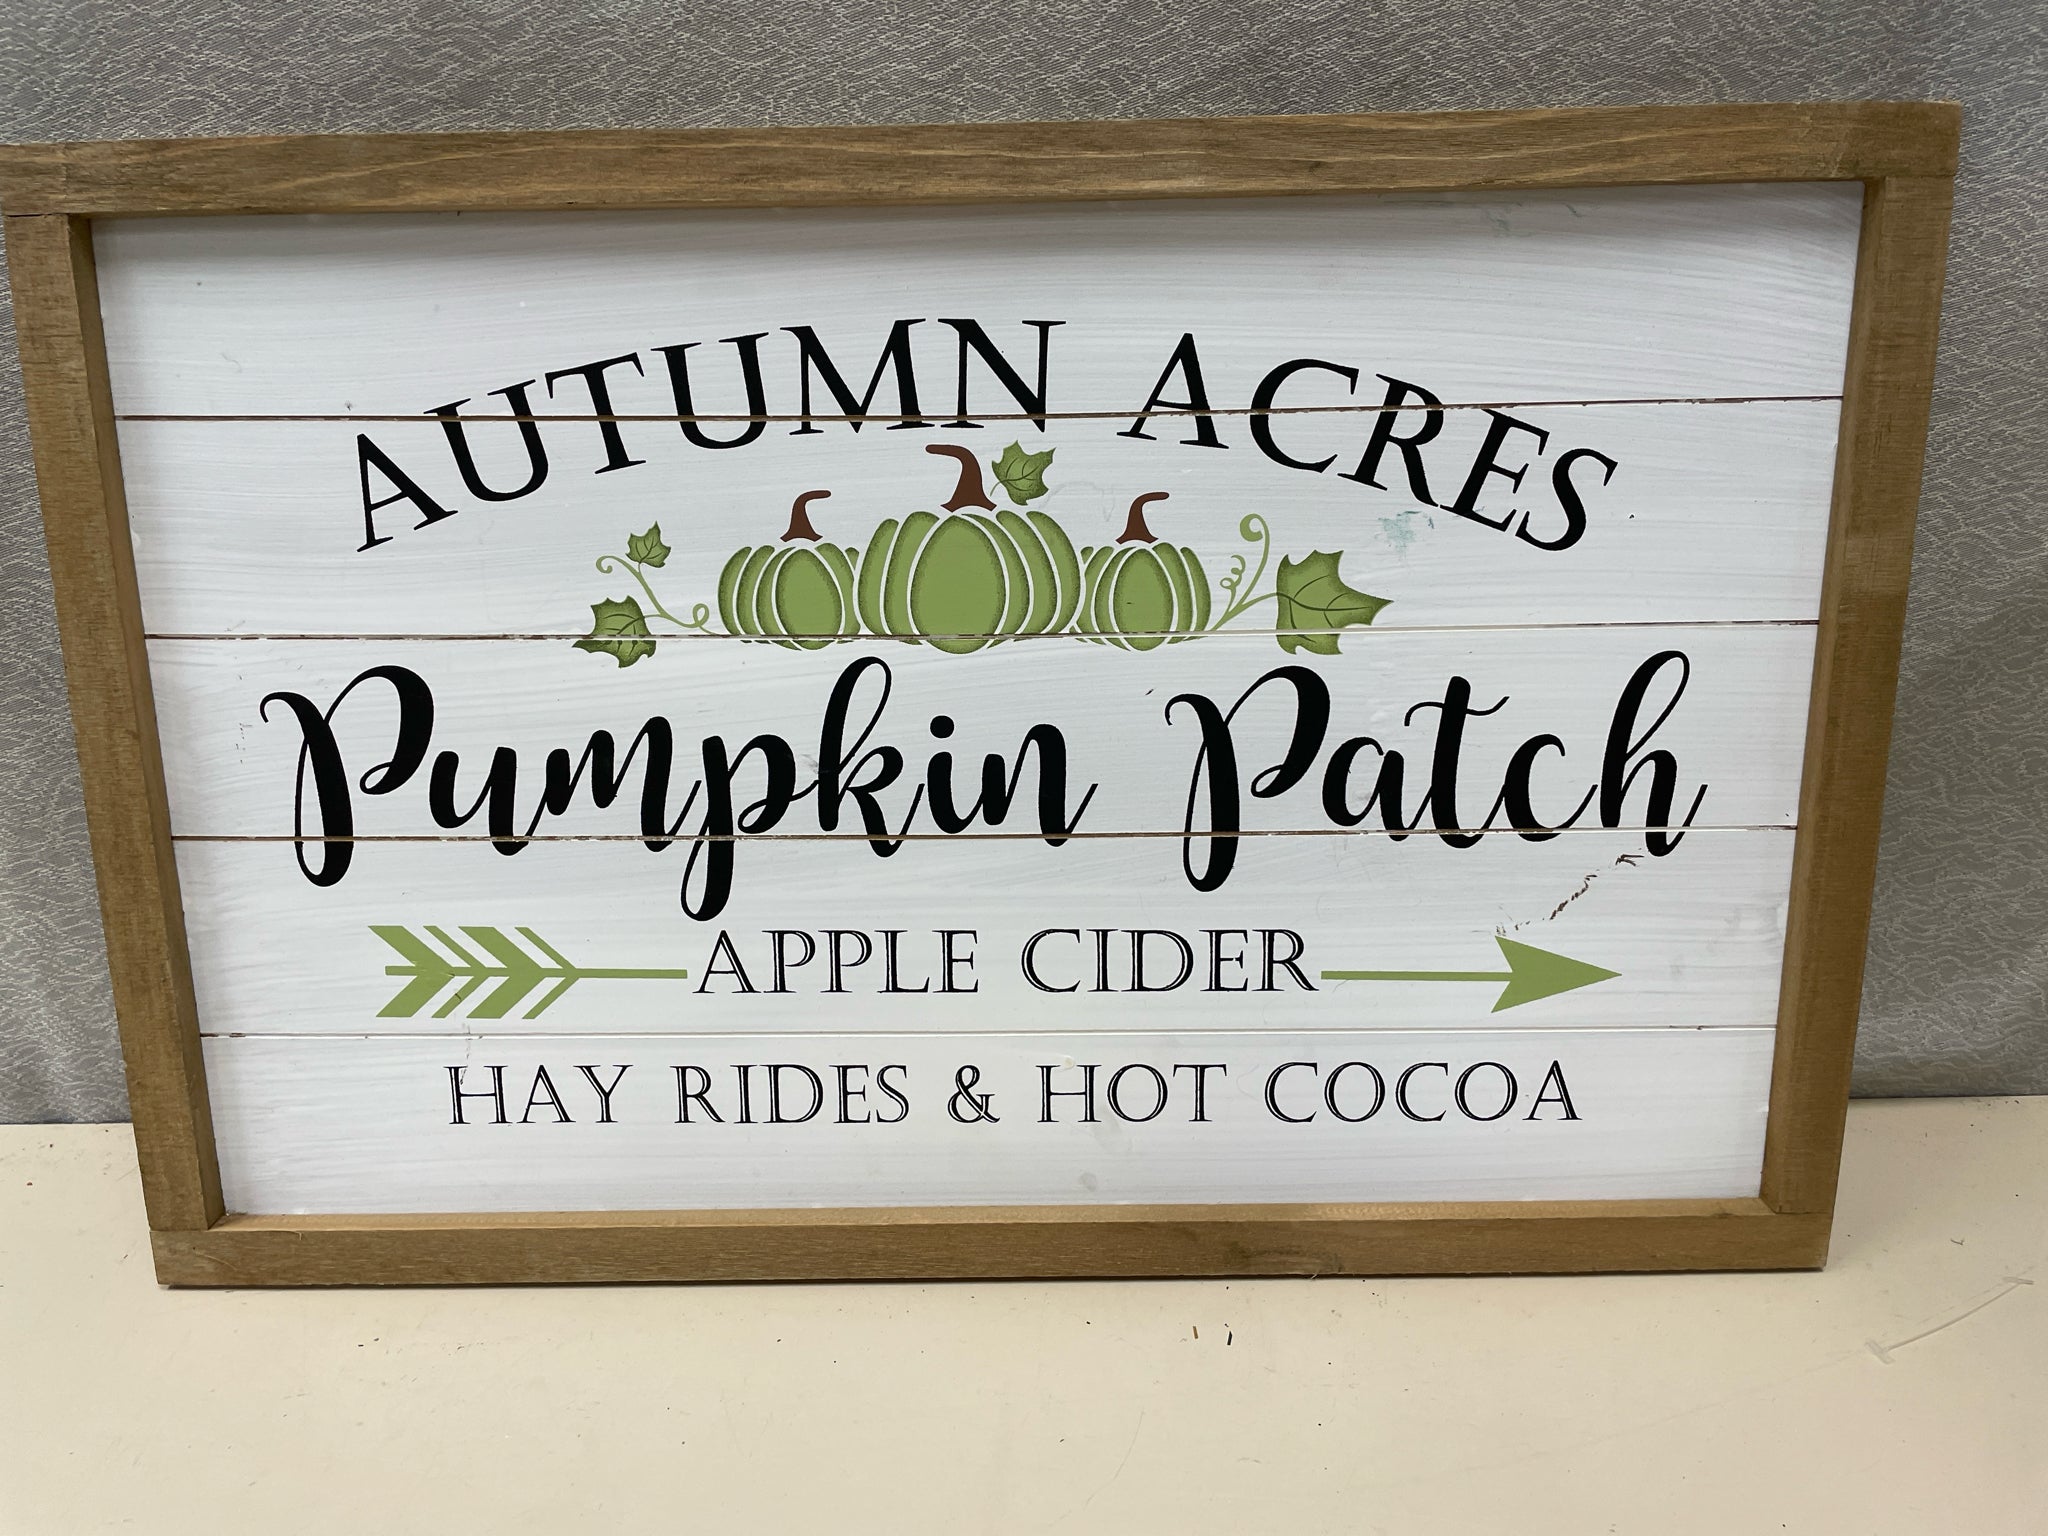 AUTUMN ACRES
Pumpkin Patch
APPLE CIDER
HAY RIDES & HOT COCOA